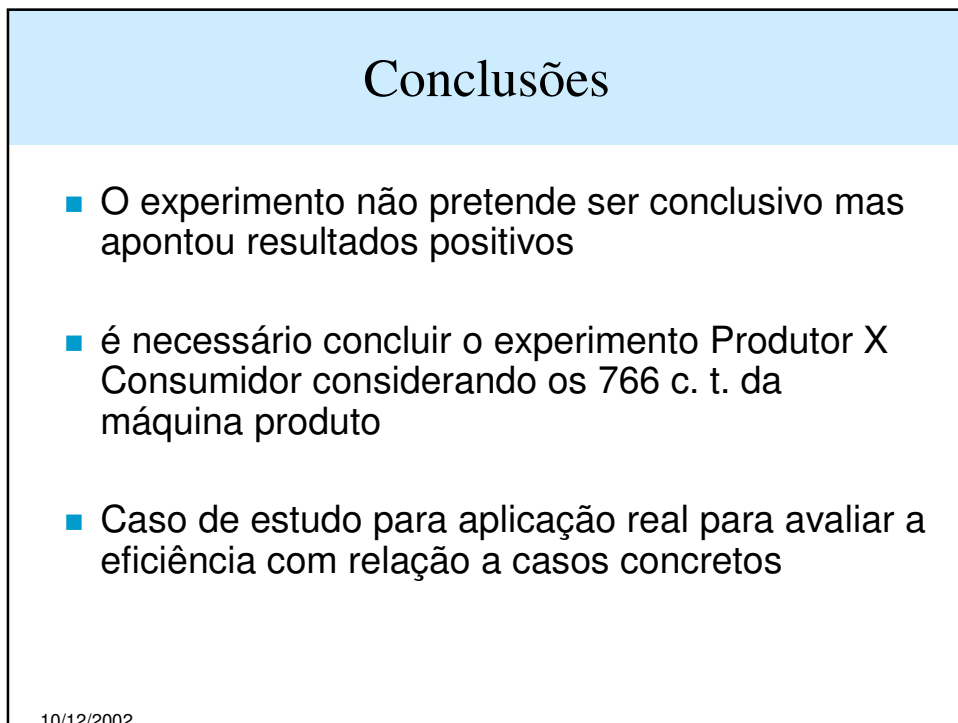 Conclusões
O experimento não pretende ser conclusivo mas
apontou resultados positivos
é necessário concluir o experimento Produtor X
Consumidor considerando os 766 c. t. da
máquina produto
Caso de estudo para aplicação real para avaliar a
eficiência com relação a casos concretos
10/12/2002